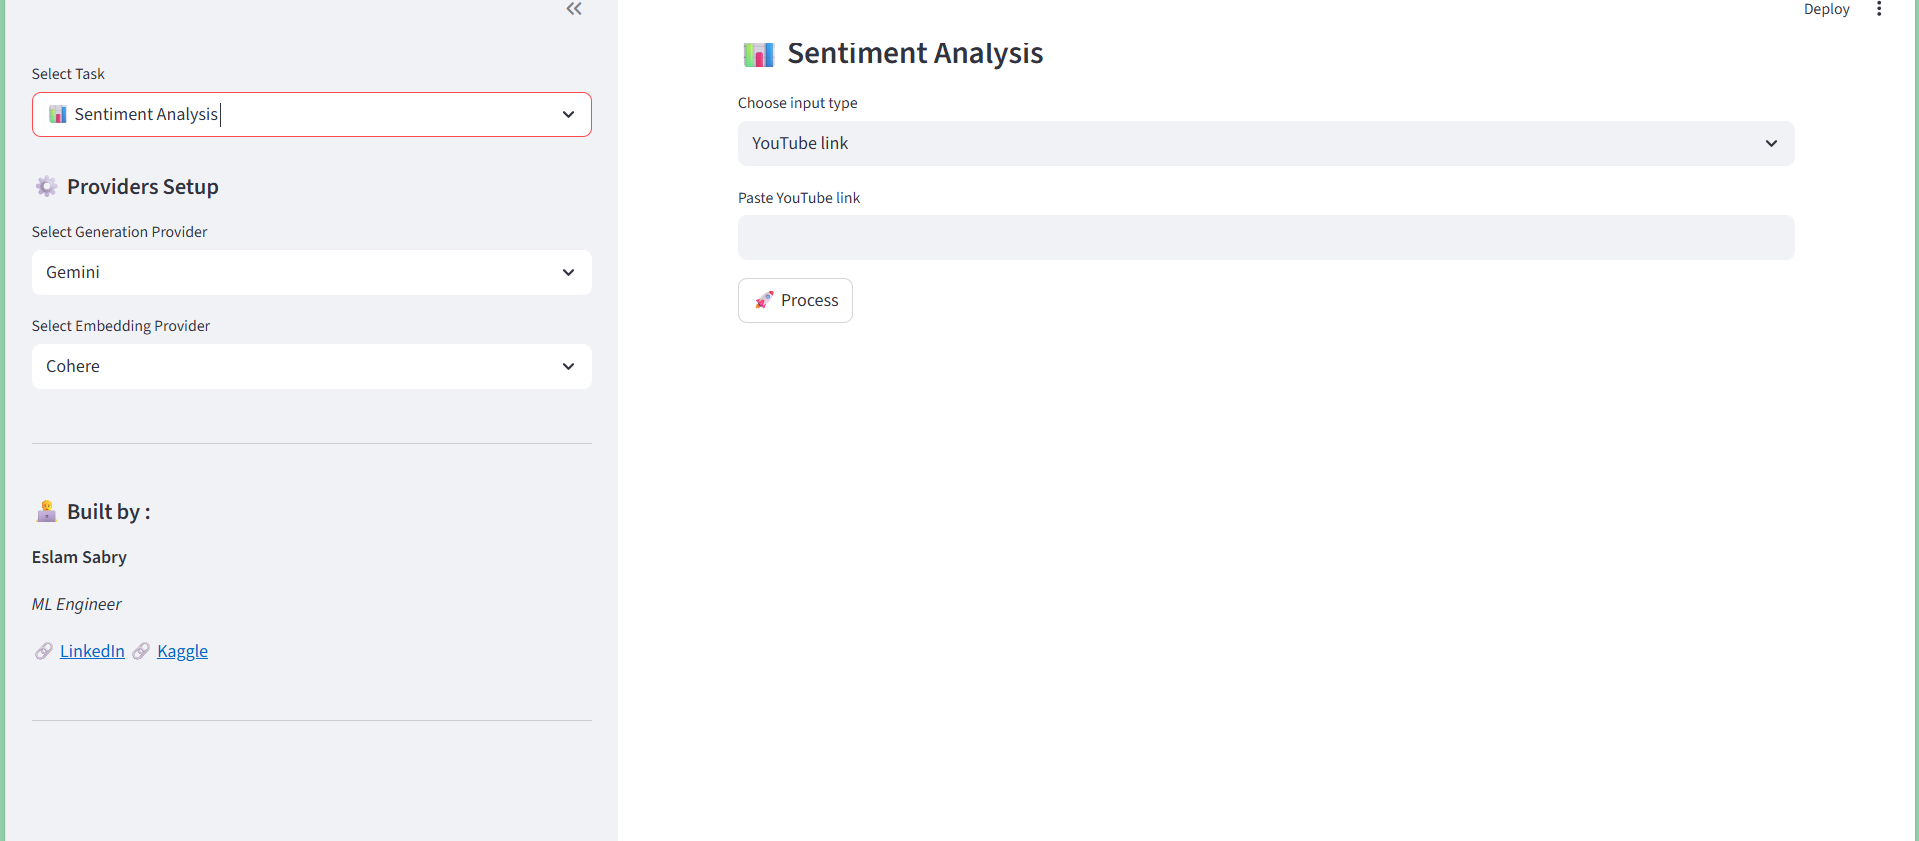 Select Task
Sentiment Analysis
Providers Setup
Select Generation Provider
Gemini
Select Embedding Provider
Cohere
Built by :
Eslam Sabry
ML Engineer
LinkedIn Kaggle
Deploy
Sentiment Analysis
Choose input type
YouTube link
Paste YouTube link
Process